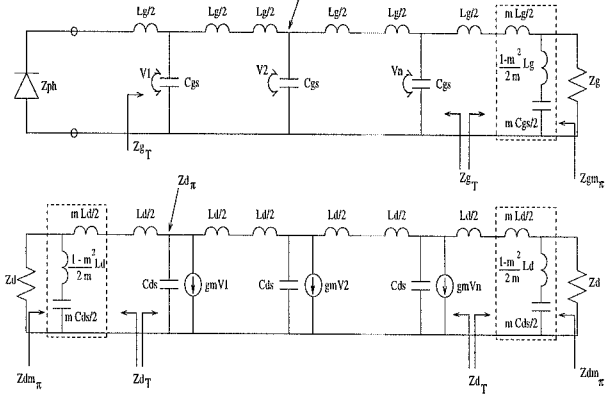 Lg/2 Lg/2 Lg/2 Lg/2 Lg/2 Lg/2 m Lg/2
1-m² Lg
2 m
Zph V1 Cgs V2 Cgs Vn Cgs Zg
m Cgs/2
Zg_T Zg_T Zgm_π
Zd_π
m Ld/2 Ld/2 Ld/2 Ld/2 Ld/2 Ld/2 Ld/2 m Ld/2
Zd 1-m² Ld
2 m
Cds gmV1 Cds gmV2 Cds gmVn
1-m² Ld
2 m
Zd
m Cds/2 m Cds/2
Zdm_π Zd_T Zd_T Zdm_π